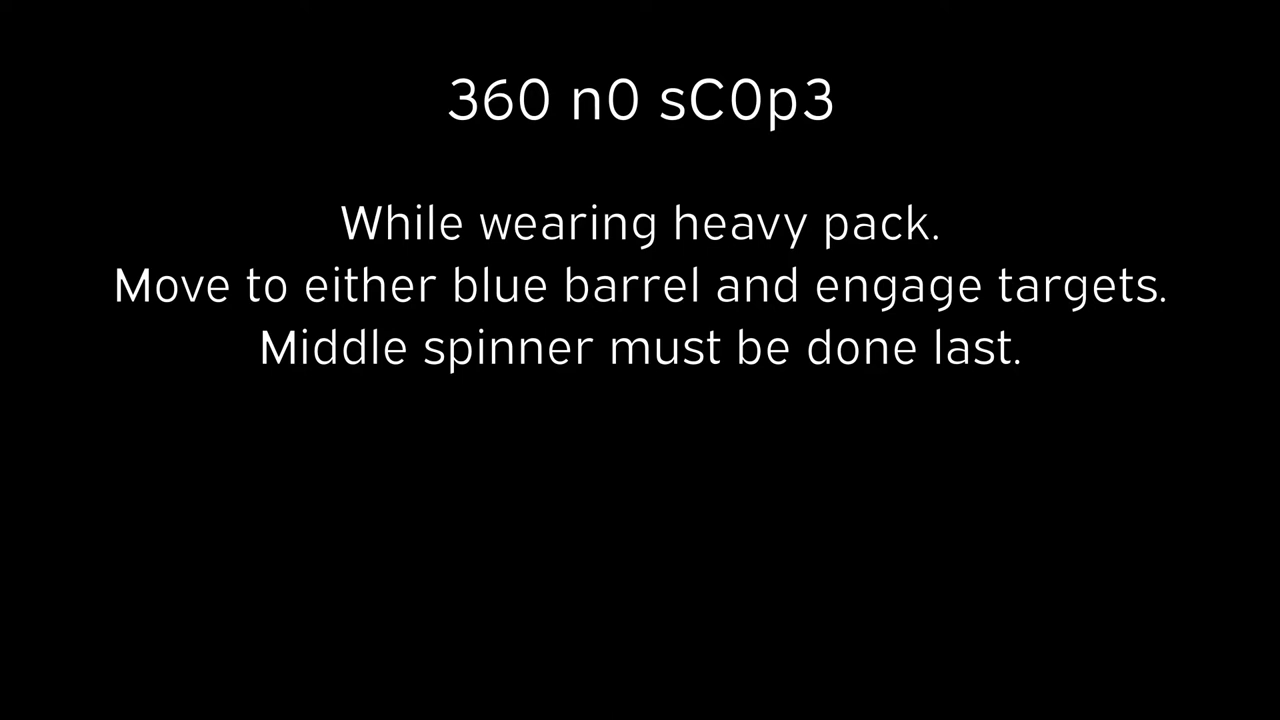 360 n0 sC0p3
While wearing heavy pack.
Move to either blue barrel and engage targets.
Middle spinner must be done last.